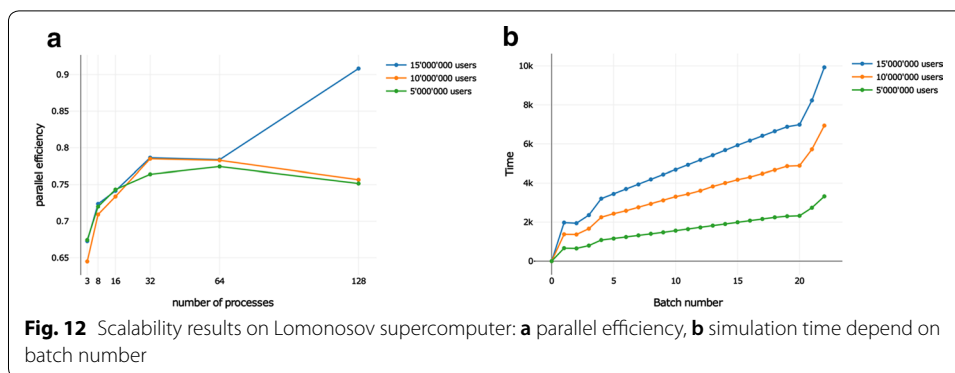 a
0.9
0.85
0.8
0.75
0.7
0.65
parallel efficiency
3 8 16 32 64 128
number of processes
15'000'000 users
10'000'000 users
5'000'000 users
b
10k
8k
6k
4k
2k
0
Time
0 5 10 15 20
Batch number
15'000'000 users
10'000'000 users
5'000'000 users
Fig. 12 Scalability results on Lomonosov supercomputer: a parallel efficiency, b simulation time depend on
batch number